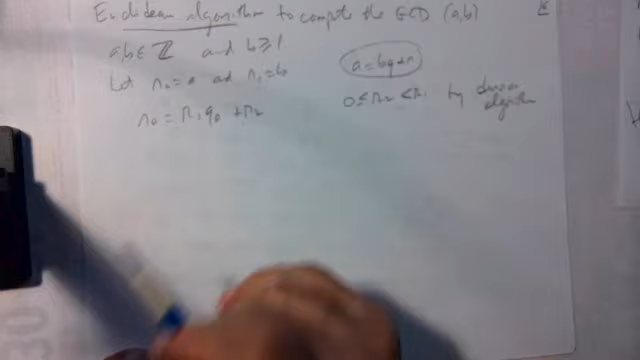 Euclidean algorithm to compute the GCD (a,b)
a,b ∈ ℤ and b ≥ 1
Let r₀ = a and r₁ = b
a = bq + r
r₀ = r₁q₀ + r₂
0 ≤ r₂ < r₁ by division
algorithm